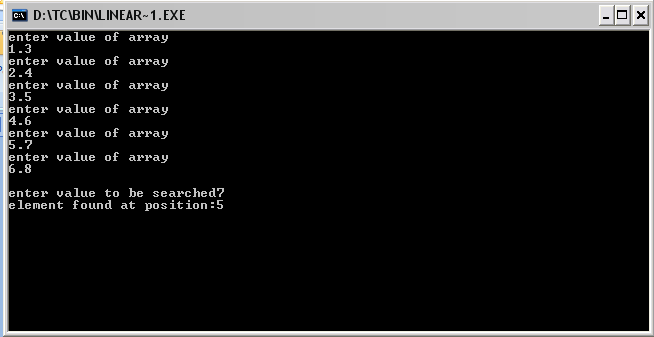 D:\TC\BIN\LINEAR~1.EXE
enter value of array
1.3
enter value of array
2.4
enter value of array
3.5
enter value of array
4.6
enter value of array
5.7
enter value of array
6.8
enter value to be searched7
element found at position:5